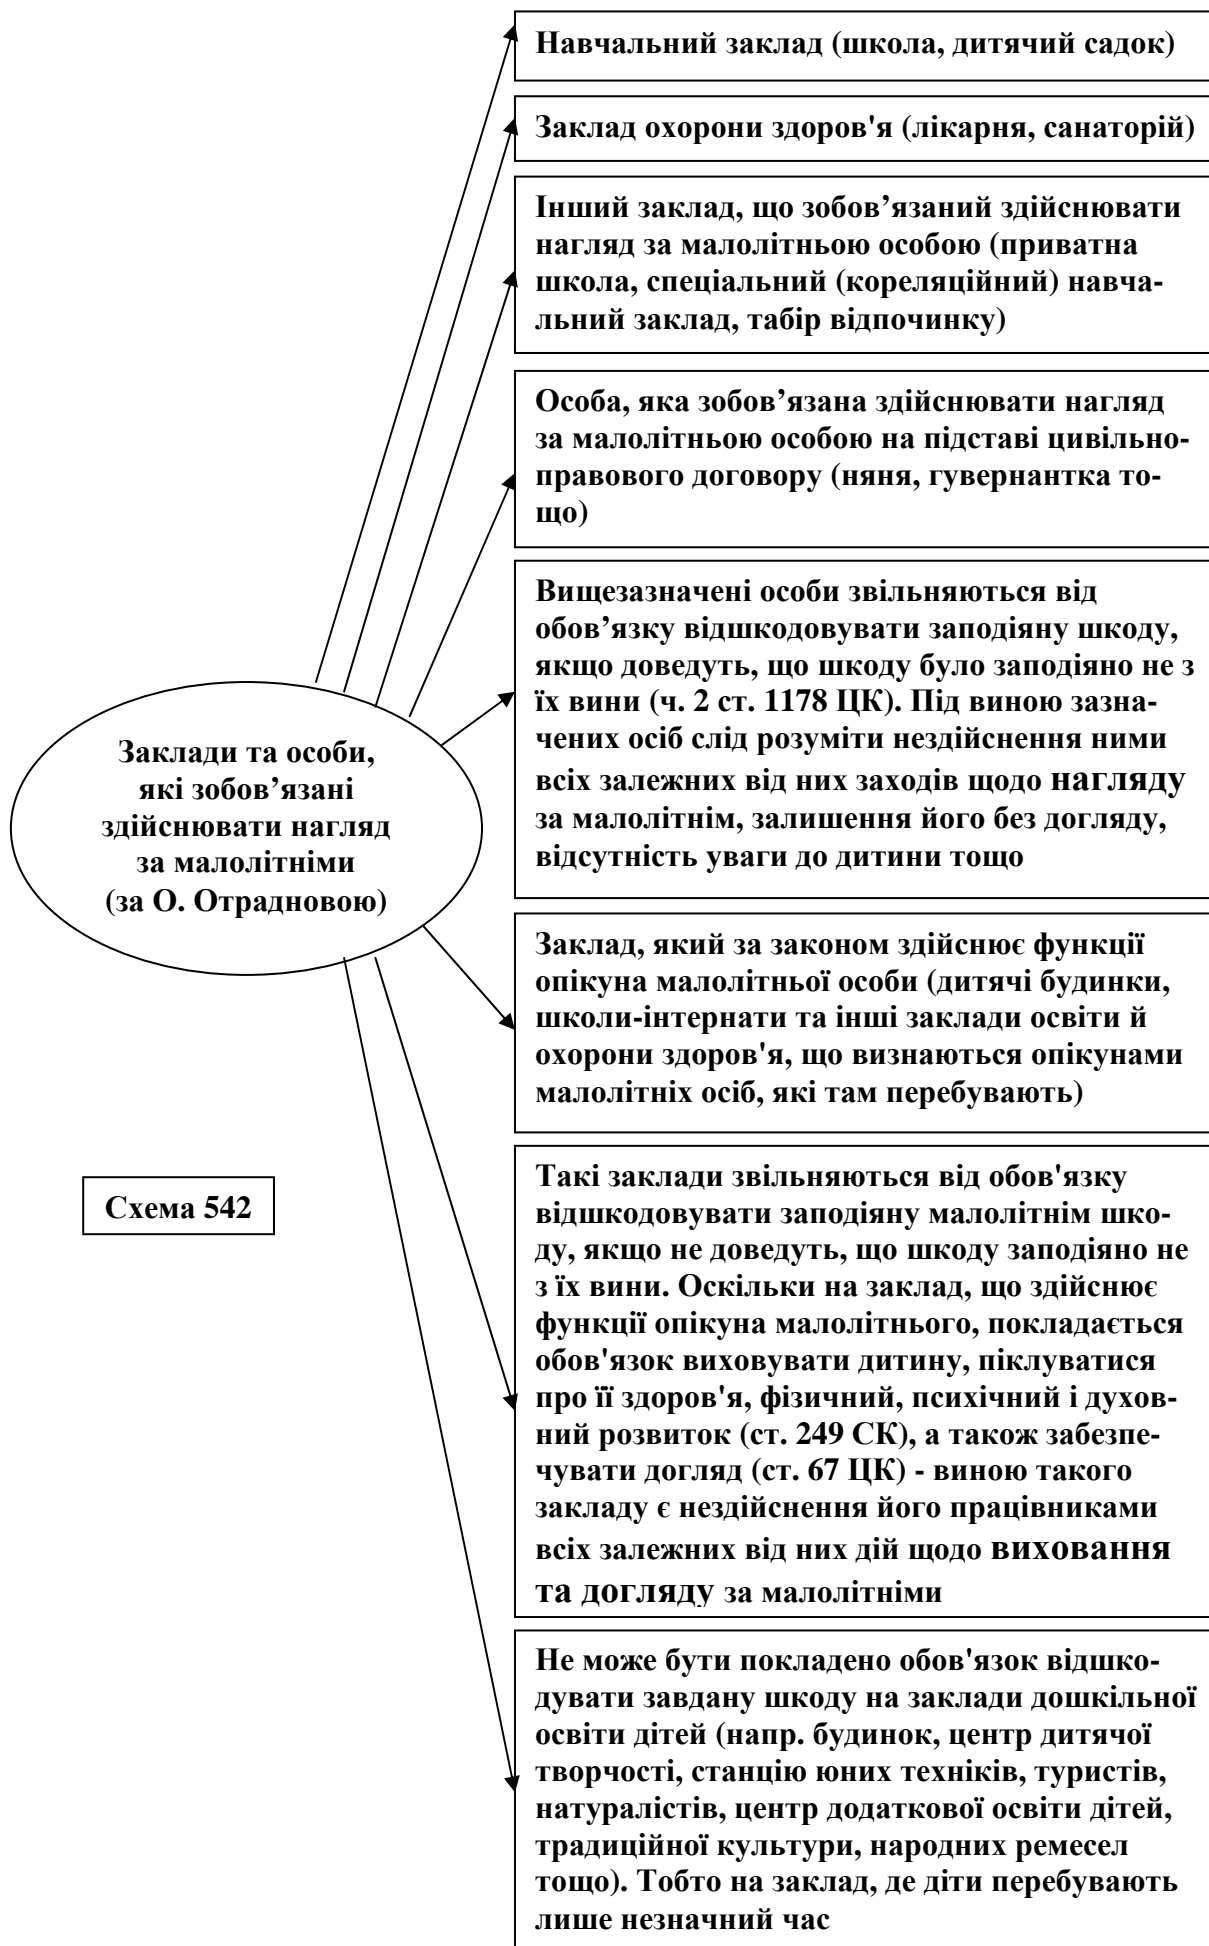 Навчальний заклад (школа, дитячий садок)
Заклад охорони здоров'я (лікарня, санаторій)
Інший заклад, що зобов’язаний здійснювати
нагляд за малолітньою особою (приватна
школа, спеціальний (кореляційний) навча-
льний заклад, табір відпочинку)
Особа, яка зобов’язана здійснювати нагляд
за малолітньою особою на підставі цивільно-
правового договору (няня, гувернантка то-
що)
Вищезазначені особи звільняються від
обов’язку відшкодовувати заподіяну шкоду,
якщо доведуть, що шкоду було заподіяно не з
їх вини (ч. 2 ст. 1178 ЦК). Під виною зазна-
чених осіб слід розуміти нездійснення ними
всіх залежних від них заходів щодо нагляду
за малолітнім, залишення його без догляду,
відсутність уваги до дитини тощо
Заклади та особи,
які зобов’язані
здійснювати нагляд
за малолітніми
(за О. Отрадновою)
Заклад, який за законом здійснює функції
опікуна малолітньої особи (дитячі будинки,
школи-інтернати та інші заклади освіти й
охорони здоров'я, що визнаються опікунами
малолітніх осіб, які там перебувають)
Схема 542
Такі заклади звільняються від обов'язку
відшкодовувати заподіяну малолітнім шко-
ду, якщо не доведуть, що шкоду заподіяно не
з їх вини. Оскільки на заклад, що здійснює
функції опікуна малолітнього, покладається
обов'язок виховувати дитину, піклуватися
про її здоров'я, фізичний, психічний і духов-
ний розвиток (ст. 249 СК), а також забезпе-
чувати догляд (ст. 67 ЦК) - виною такого
закладу є нездійснення його працівниками
всіх залежних від них дій щодо виховання
та догляду за малолітніми
Не може бути покладено обов'язок відшко-
дувати завдану шкоду на заклади дошкільної
освіти дітей (напр. будинок, центр дитячої
творчості, станцію юних техніків, туристів,
натуралістів, центр додаткової освіти дітей,
традиційної культури, народних ремесел
тощо). Тобто на заклад, де діти перебувають
лише незначний час